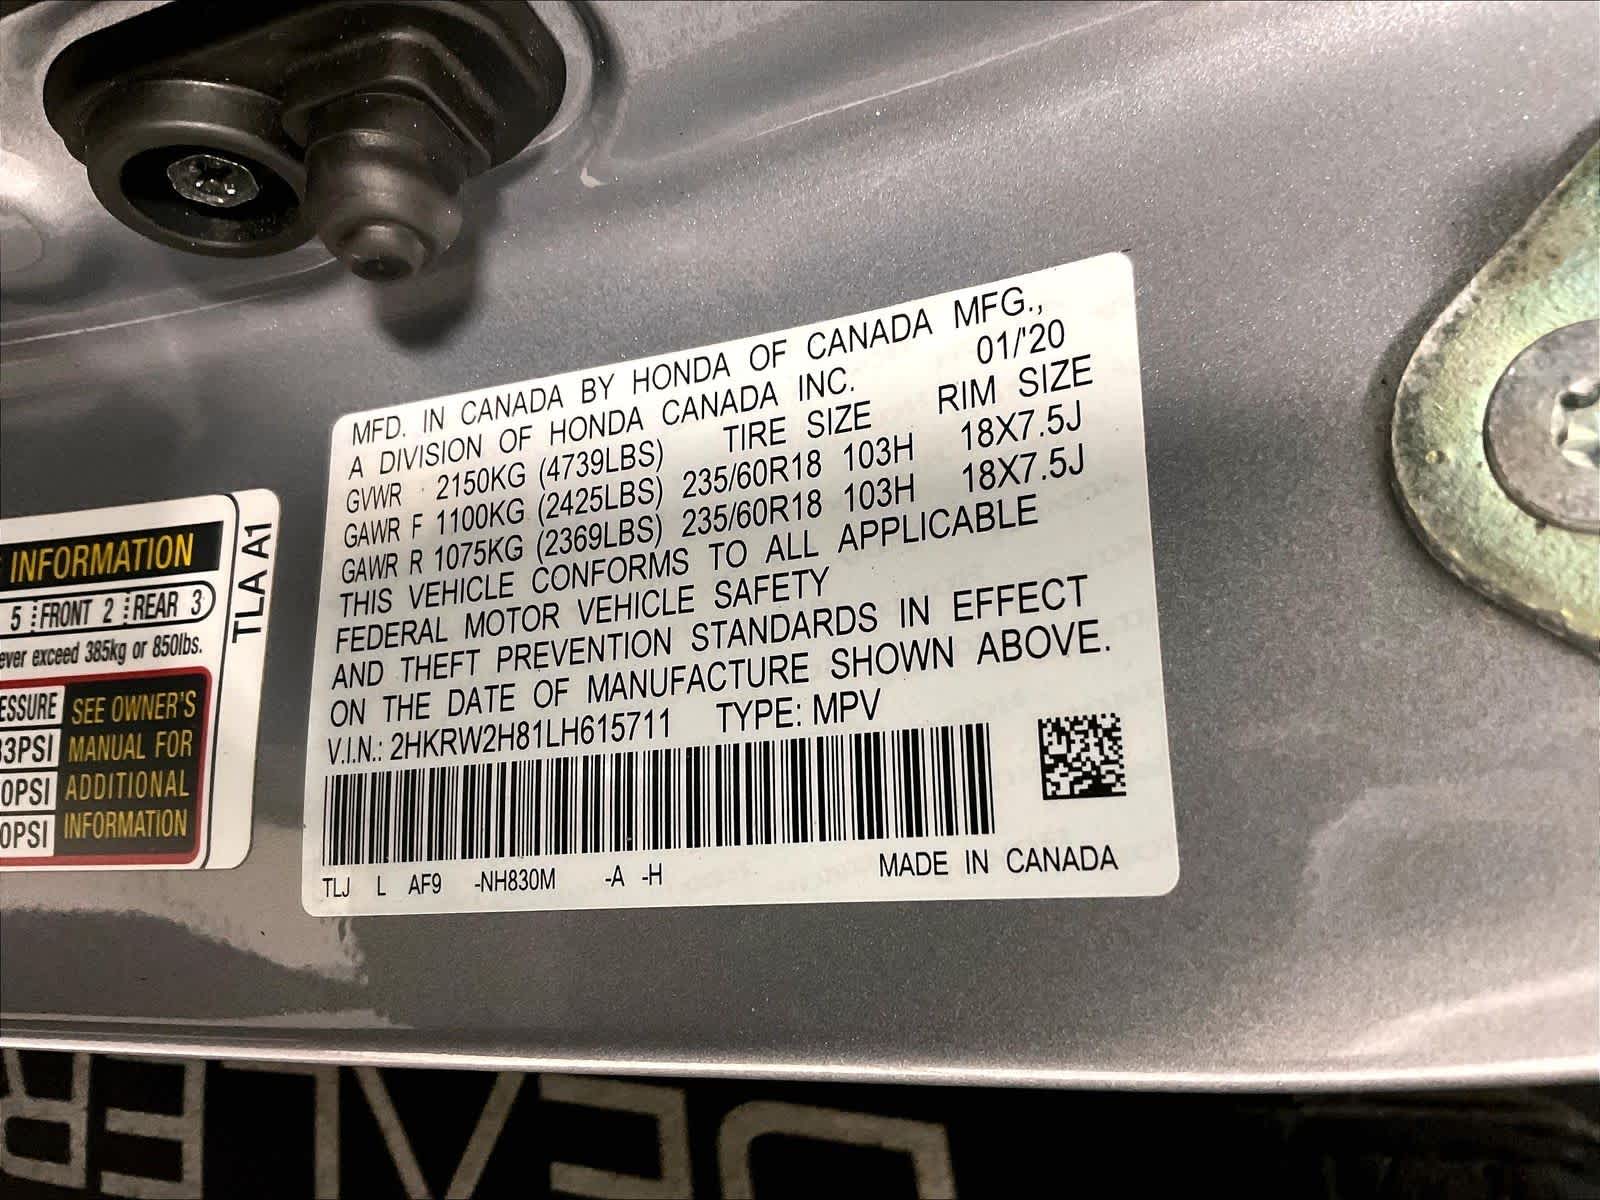 MFD. IN CANADA BY HONDA OF CANADA MFG.,
A DIVISION OF HONDA CANADA INC. 01/'20
GVWR 2150KG (4739LBS) TIRE SIZE RIM SIZE
GAWR F 1100KG (2425LBS) 235/60R18 103H 18X7.5J
GAWR R 1075KG (2369LBS) 235/60R18 103H 18X7.5J
THIS VEHICLE CONFORMS TO ALL APPLICABLE
FEDERAL MOTOR VEHICLE SAFETY
AND THEFT PREVENTION STANDARDS IN EFFECT
ON THE DATE OF MANUFACTURE SHOWN ABOVE.
V.I.N.: 2HKRW2H81LH615711 TYPE: MPV
TLJ L AF9 -NH830M -A -H MADE IN CANADA
INFORMATION
5 FRONT 2 REAR 3
exceed 385kg or 850lbs.
SEE OWNER'S
MANUAL FOR
ADDITIONAL
INFORMATION
TLA A1